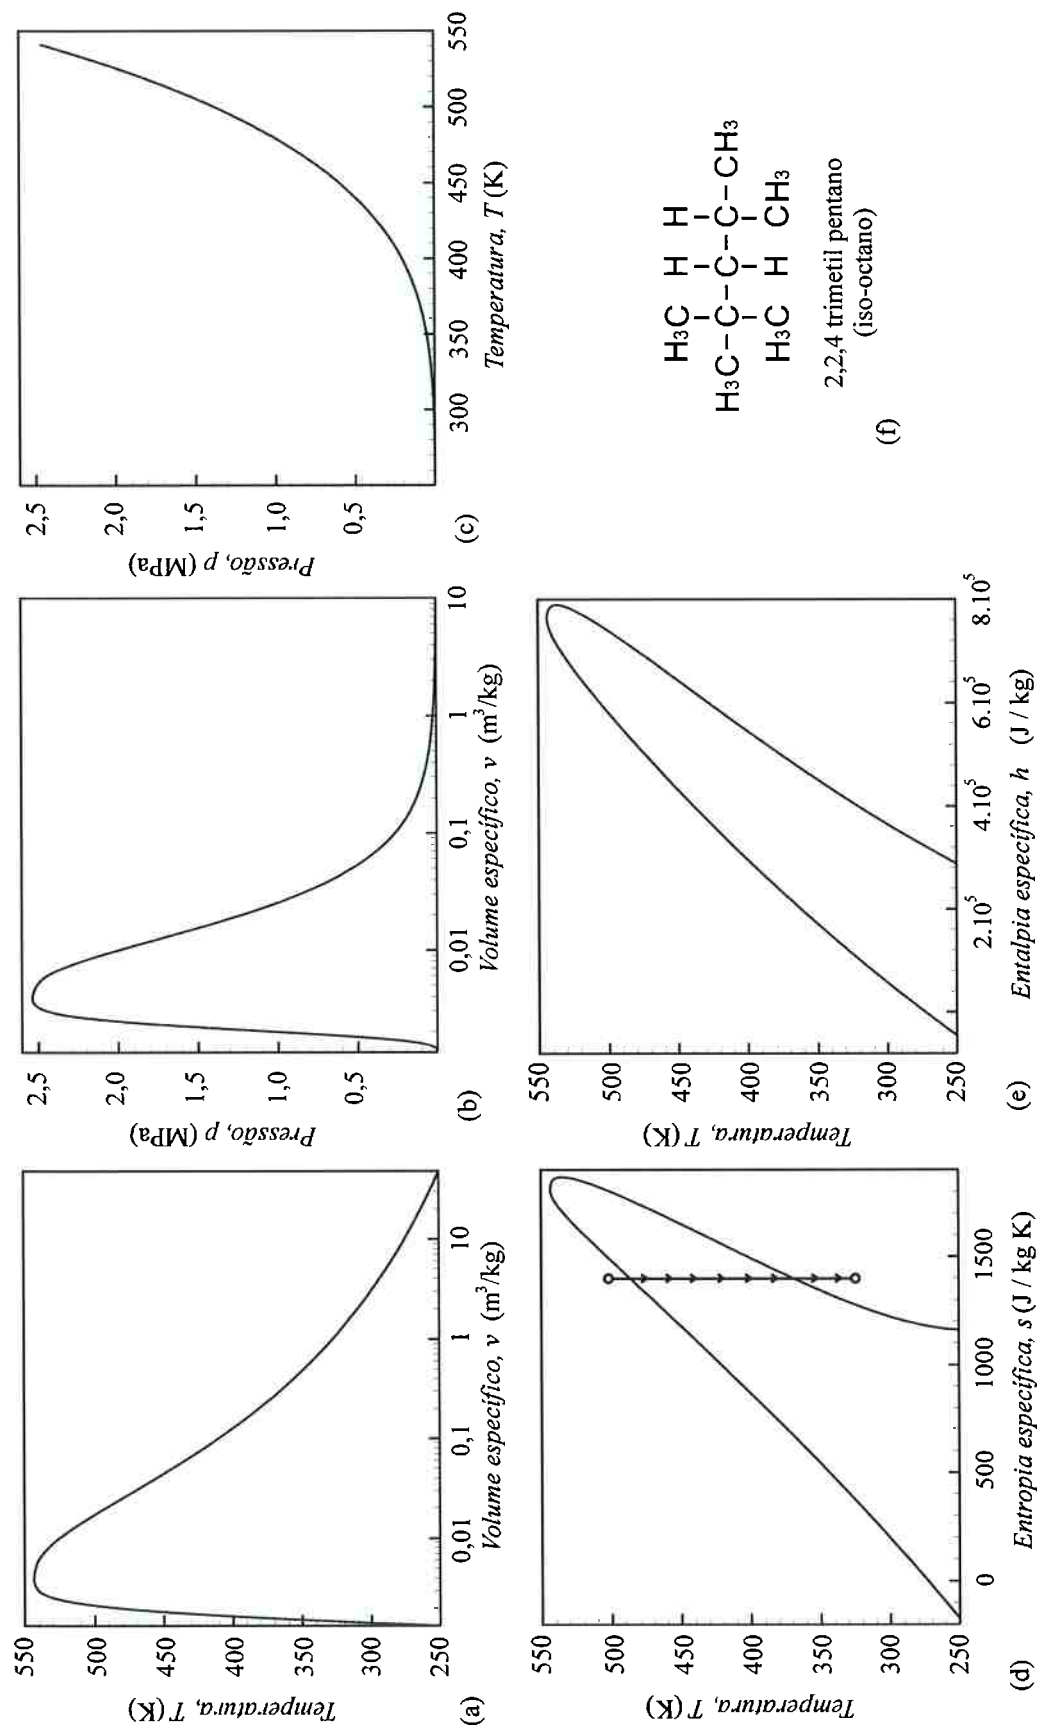 550
500
450
400
350
300
250
Temperatura, T (K)
0,01
0,1
1
10
Volume específico, v (m³/kg)
(a)
2,5
2,0
1,5
1,0
0,5
Pressão, p (MPa)
0,01
0,1
1
10
Volume específico, v (m³/kg)
(b)
2,5
2,0
1,5
1,0
0,5
Pressão, p (MPa)
300
350
400
450
500
550
Temperatura, T (K)
(c)
550
500
450
400
350
300
250
Temperatura, T (K)
0
500
1000
1500
Entropia específica, s (J / kg K)
(d)
550
500
450
400
350
300
250
Temperatura, T (K)
2.10⁵
4.10⁵
6.10⁵
8.10⁵
Entalpia específica, h (J / kg)
(e)
H₃C H H
H₃C-C-C-C-CH₃
H₃C H CH₃
2,2,4 trimetil pentano
(iso-octano)
(f)